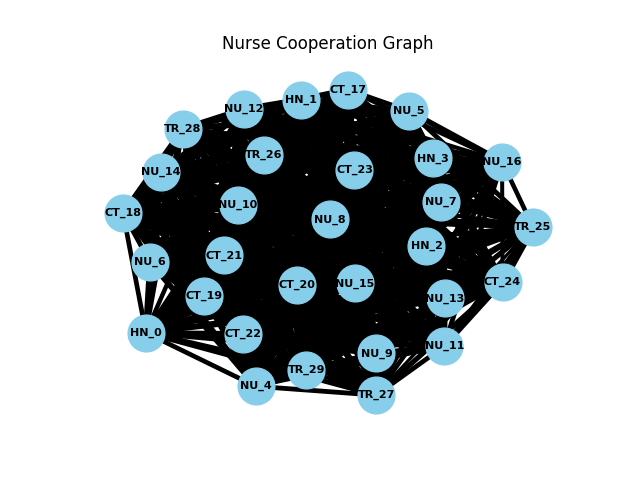 Nurse Cooperation Graph
CT_17
HN_1
NU_12
NU_5
TR_28
TR_26
HN_3
NU_16
NU_14
CT_23
NU_7
NU_10
CT_18
NU_8
TR_25
HN_2
CT_21
NU_6
CT_24
CT_20
NU_15
CT_19
NU_13
HN_0
CT_22
NU_11
NU_9
TR_29
NU_4
TR_27